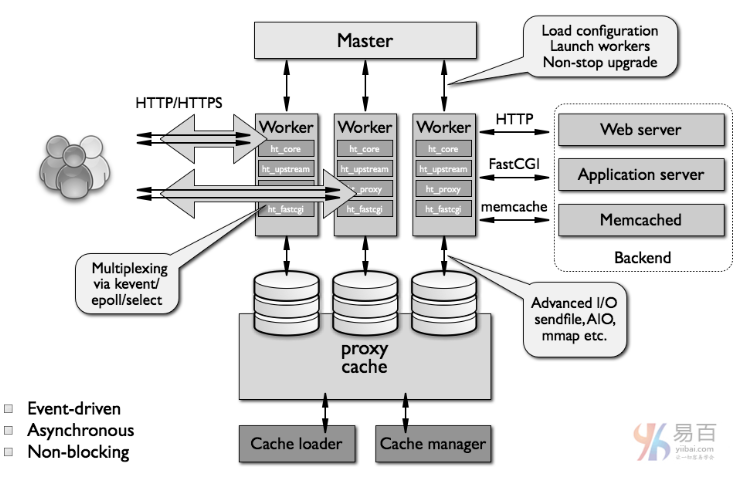 Master
Load configuration
Launch workers
Non-stop upgrade
HTTP/HTTPS
Worker
ht_core
ht_upstream
ht_fastcgi
Worker
ht_core
ht_upstream
ht_proxy
ht_fastcgi
Worker
ht_core
ht_upstream
ht_proxy
ht_fastcgi
HTTP
FastCGI
memcache
Web server
Application server
Memcached
Backend
Multiplexing
via kevent/
epoll/select
Advanced I/O
sendfile, AIO,
mmap etc.
proxy
cache
Event-driven
Asynchronous
Non-blocking
Cache loader
Cache manager
易百
yiibai.com